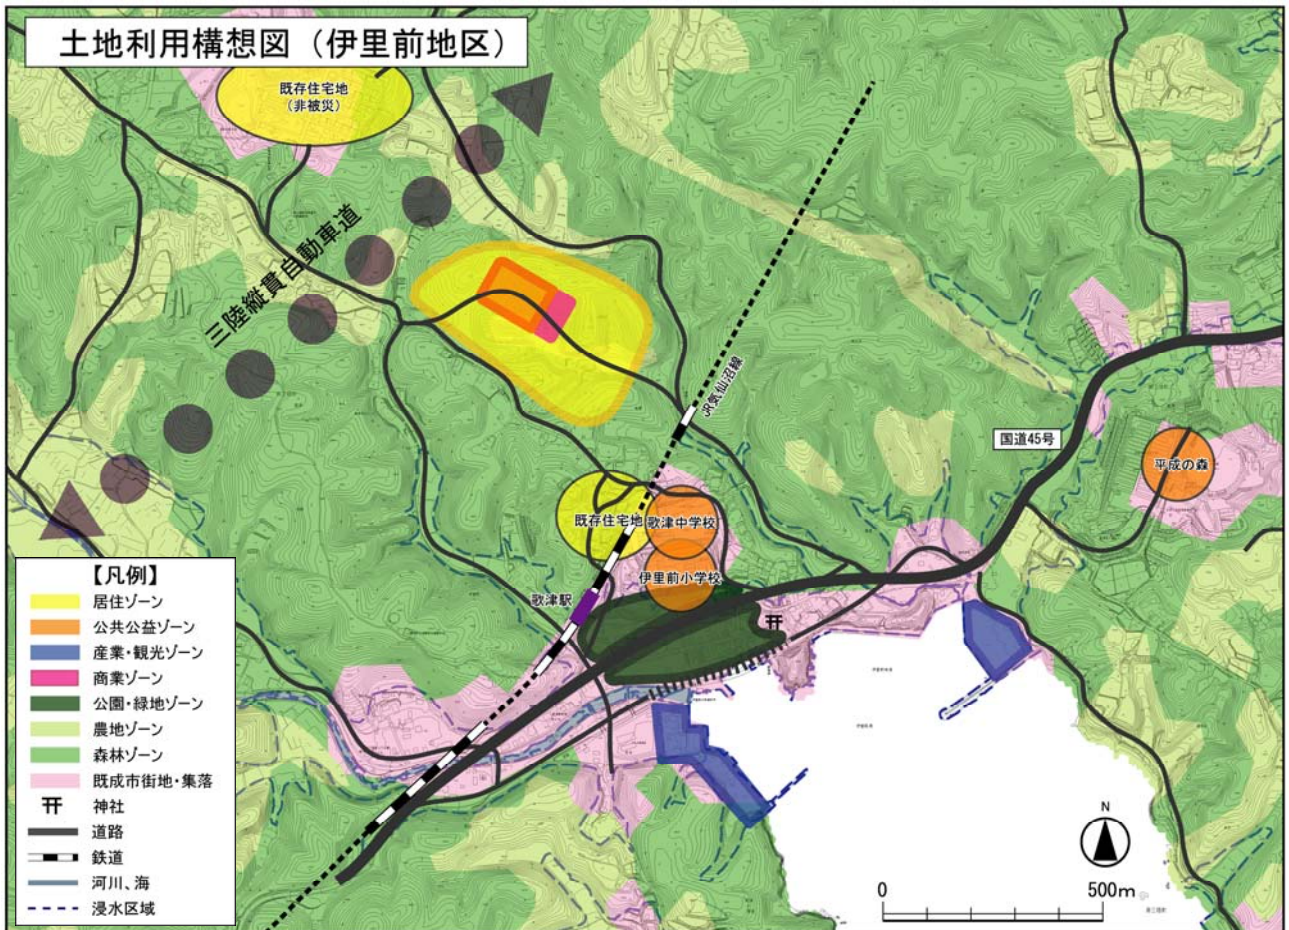 土地利用構想図（伊里前地区）
既存住宅地
（非被災）
三陸縦貫自動車道
JR気仙沼線
国道45号
平成の森
既存住宅地
歌津中学校
伊里前小学校
歌津駅
【凡例】
居住ゾーン
公共公益ゾーン
産業・観光ゾーン
商業ゾーン
公園・緑地ゾーン
農地ゾーン
森林ゾーン
既成市街地・集落
神社
道路
鉄道
河川、海
浸水区域
N
0
500m